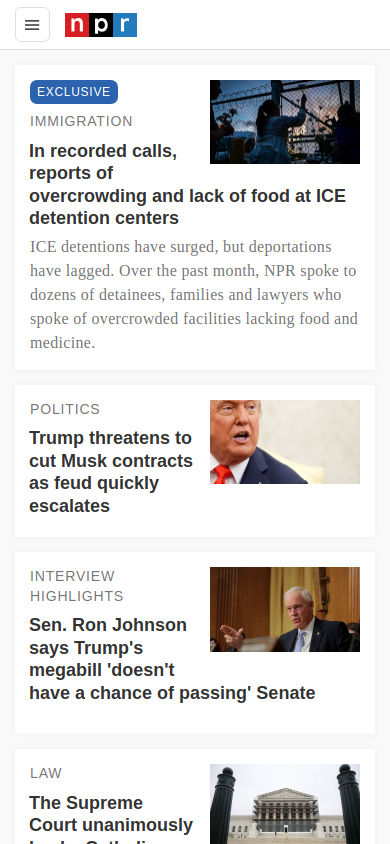 npr
EXCLUSIVE
IMMIGRATION
In recorded calls,
reports of
overcrowding and lack of food at ICE
detention centers
ICE detentions have surged, but deportations
have lagged. Over the past month, NPR spoke to
dozens of detainees, families and lawyers who
spoke of overcrowded facilities lacking food and
medicine.
POLITICS
Trump threatens to
cut Musk contracts
as feud quickly
escalates
INTERVIEW
HIGHLIGHTS
Sen. Ron Johnson
says Trump's
megabill 'doesn't
have a chance of passing' Senate
LAW
The Supreme
Court unanimously